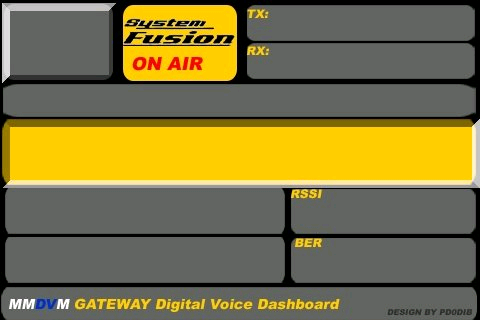 System
Fusion
ON AIR
TX:
RX:
RSSI
BER
MMDVM GATEWAY Digital Voice Dashboard
DESIGN BY PD0DIB